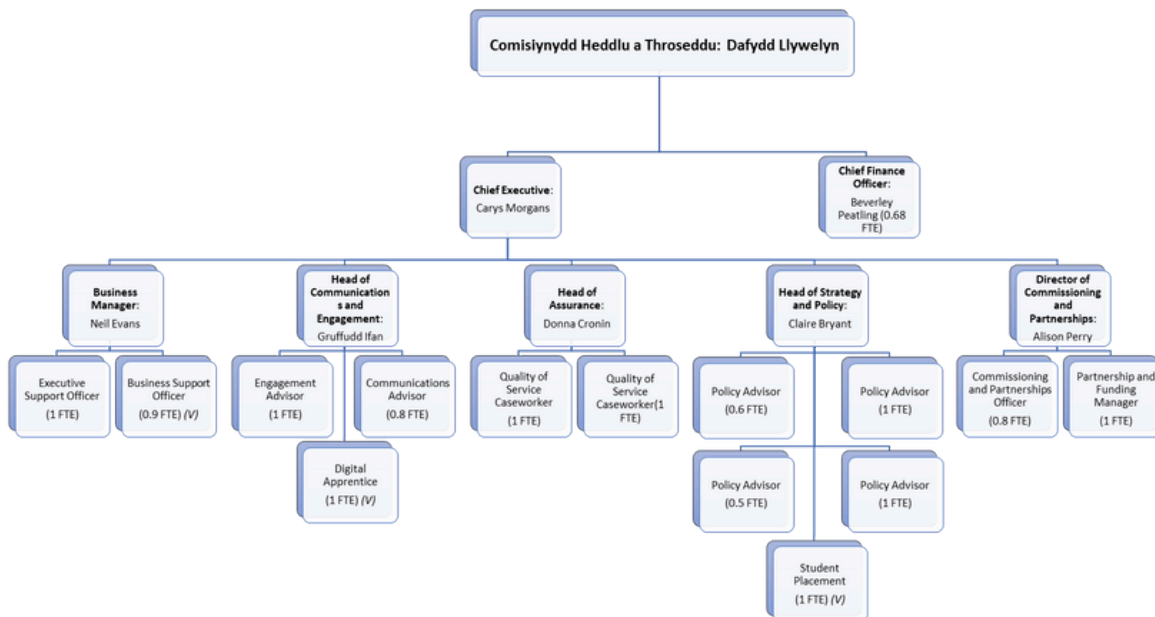 Comisiynydd Heddlu a Throseddu: Dafydd Llywelyn
Chief Executive:
Carys Morgans
Chief Finance
Officer:
Beverley
Peatling (0.68
FTE)
Business
Manager:
Neil Evans
Head of
Communication
s and
Engagement:
Gruffudd Ifan
Head of
Assurance:
Donna Cronin
Head of Strategy
and Policy:
Claire Bryant
Director of
Commissioning
and
Partnerships:
Alison Perry
Executive
Support Officer
(1 FTE)
Business Support
Officer
(0.9 FTE) (V)
Engagement
Advisor
(1 FTE)
Communications
Advisor
(0.8 FTE)
Quality of
Service
Caseworker
(1 FTE)
Quality of
Service
Caseworker(1
FTE)
Policy Advisor
(0.6 FTE)
Policy Advisor
(1 FTE)
Commissioning
and Partnerships
Officer
(0.8 FTE)
Partnership and
Funding
Manager
(1 FTE)
Digital
Apprentice
(1 FTE) (V)
Policy Advisor
(0.5 FTE)
Policy Advisor
(1 FTE)
Student
Placement
(1 FTE) (V)